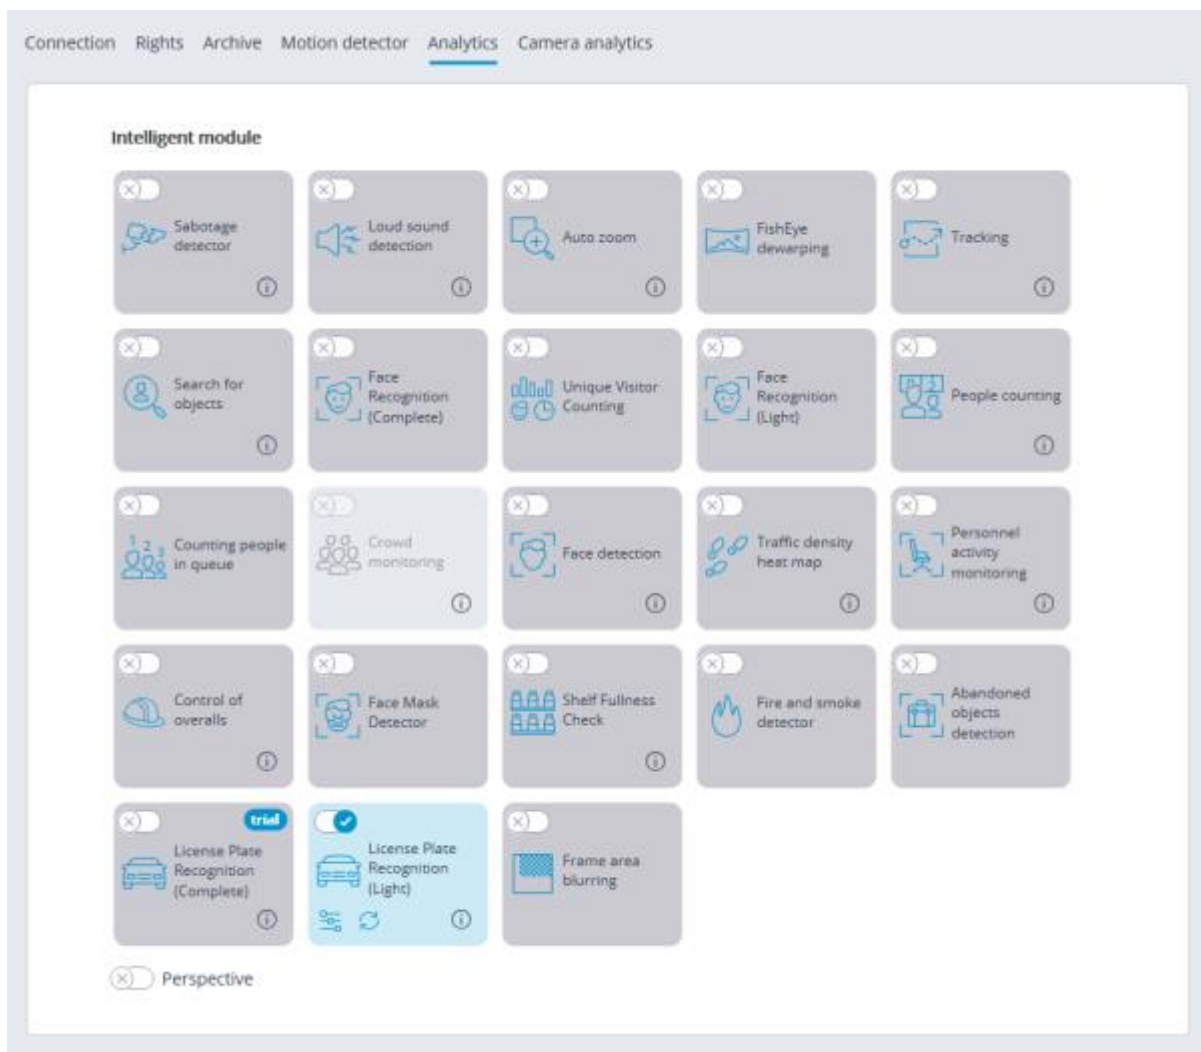 Connection Rights Archive Motion detector Analytics Camera analytics
Intelligent module
Sabotage
detector
Loud sound
detection
Auto zoom
FishEye
dewarping
Tracking
Search for
objects
Face
Recognition
(Complete)
Unique Visitor
Counting
Face
Recognition
(Light)
People counting
Counting people
in queue
Crowd
monitoring
Face detection
Traffic density
heat map
Personnel
activity
monitoring
Control of
overalls
Face Mask
Detector
Shelf Fullness
Check
Fire and smoke
detector
Abandoned
objects
detection
trial
License Plate
Recognition
(Complete)
License Plate
Recognition
(Light)
Frame area
blurring
Perspective